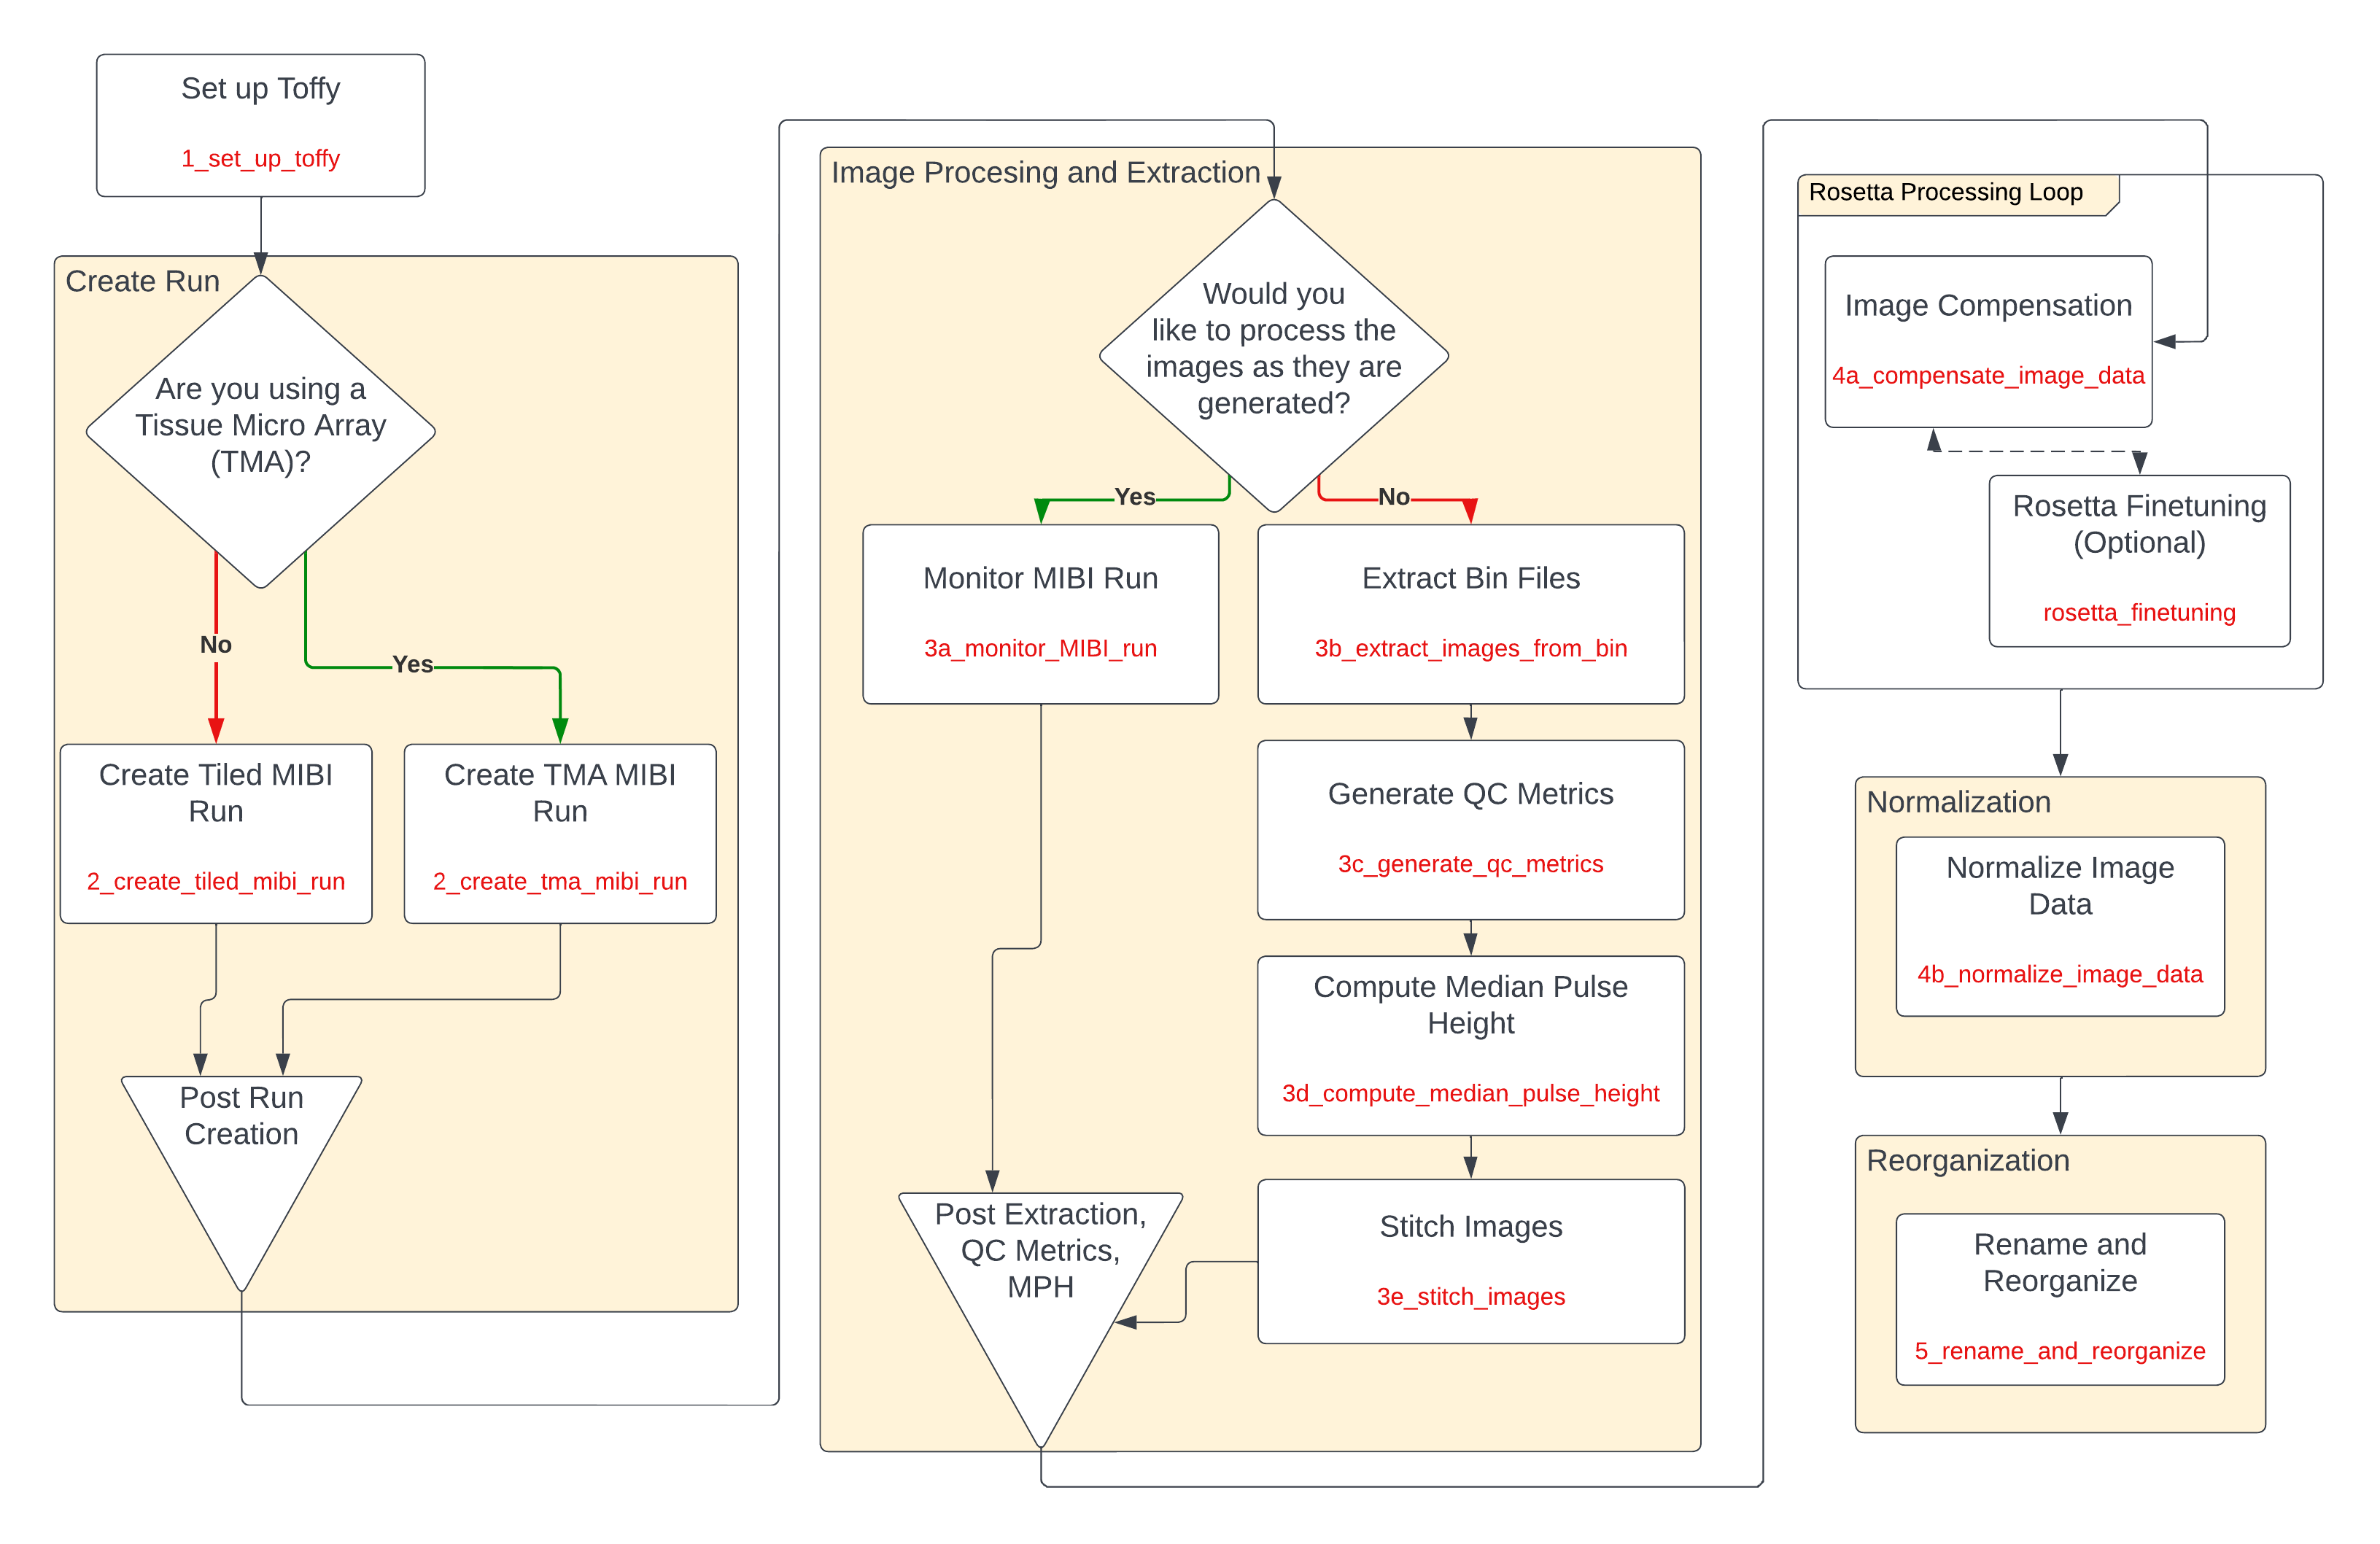 Set up Toffy
1_set_up_toffy
Create Run
Are you using a
Tissue Micro Array
(TMA)?
No
Yes
Create Tiled MIBI
Run
2_create_tiled_mibi_run
Create TMA MIBI
Run
2_create_tma_mibi_run
Post Run
Creation
Image Procesing and Extraction
Would you
like to process the
images as they are
generated?
Yes
No
Monitor MIBI Run
3a_monitor_MIBI_run
Extract Bin Files
3b_extract_images_from_bin
Generate QC Metrics
3c_generate_qc_metrics
Compute Median Pulse
Height
3d_compute_median_pulse_height
Stitch Images
3e_stitch_images
Post Extraction,
QC Metrics,
MPH
Rosetta Processing Loop
Image Compensation
4a_compensate_image_data
Rosetta Finetuning
(Optional)
rosetta_finetuning
Normalization
Normalize Image
Data
4b_normalize_image_data
Reorganization
Rename and
Reorganize
5_rename_and_reorganize